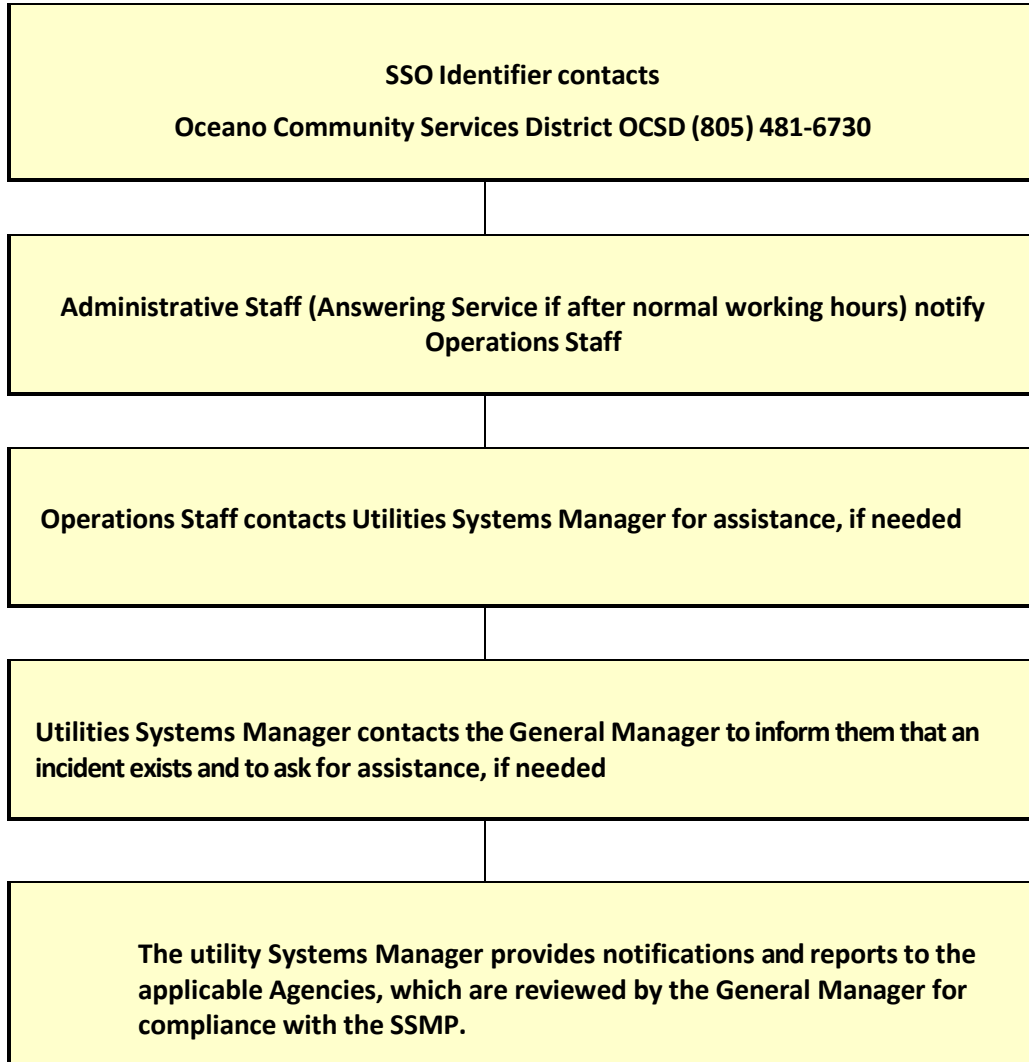 SSO Identifier contacts
Oceano Community Services District OCSD (805) 481-6730
Administrative Staff (Answering Service if after normal working hours) notify
Operations Staff
Operations Staff contacts Utilities Systems Manager for assistance, if needed
Utilities Systems Manager contacts the General Manager to inform them that an
incident exists and to ask for assistance, if needed
The utility Systems Manager provides notifications and reports to the
applicable Agencies, which are reviewed by the General Manager for
compliance with the SSMP.